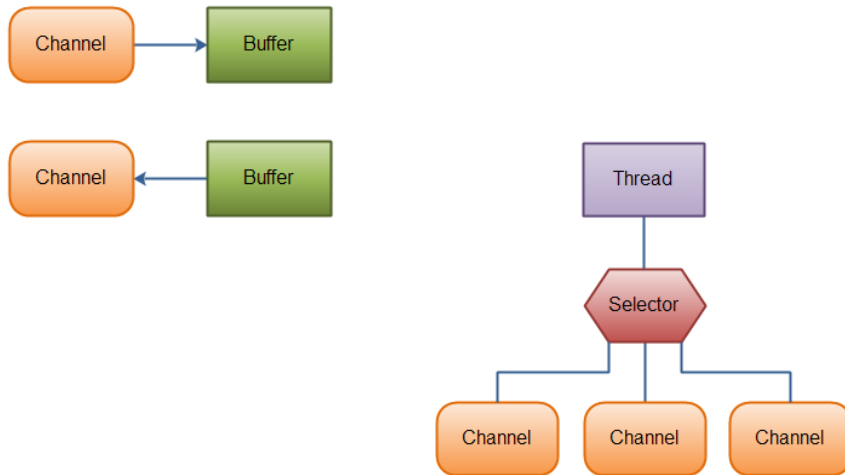 Channel
Buffer
Channel
Buffer
Thread
Selector
Channel
Channel
Channel